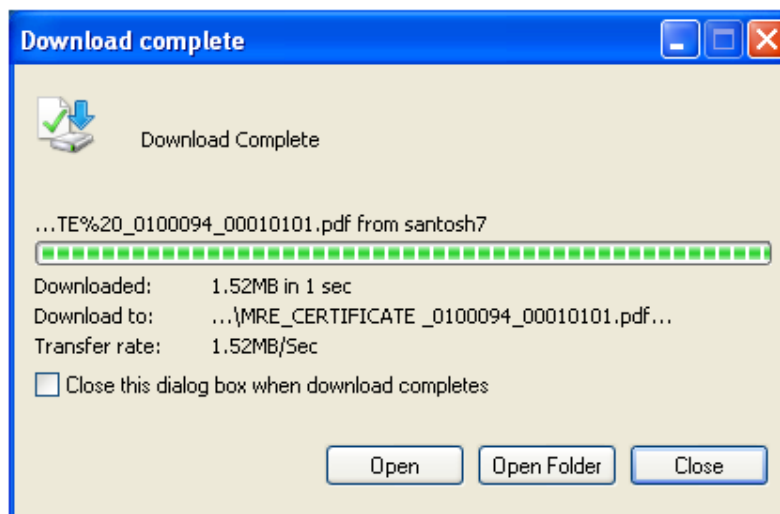 Download complete
Download Complete
...TE%20_0100094_00010101.pdf from santosh7
Downloaded: 1.52MB in 1 sec
Download to: ...\MRE_CERTIFICATE _0100094_00010101.pdf...
Transfer rate: 1.52MB/Sec
Close this dialog box when download completes
Open Open Folder Close